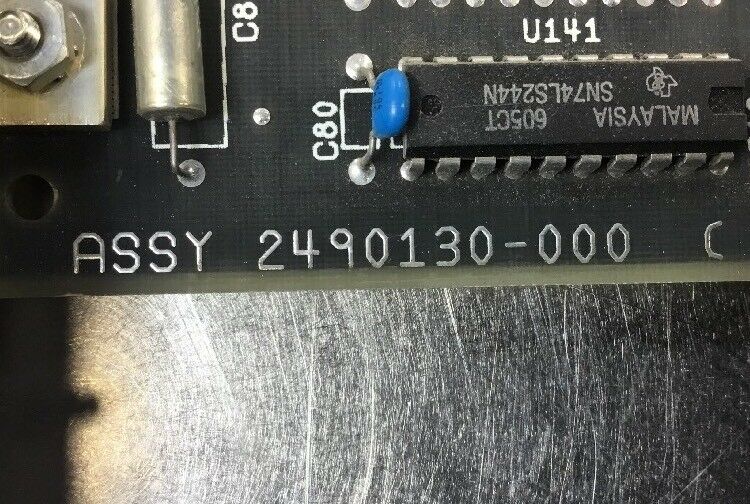 C8
U141
C80
MALAYSIA 605CT
SN74LS244N
ASSY 2490130-000 C